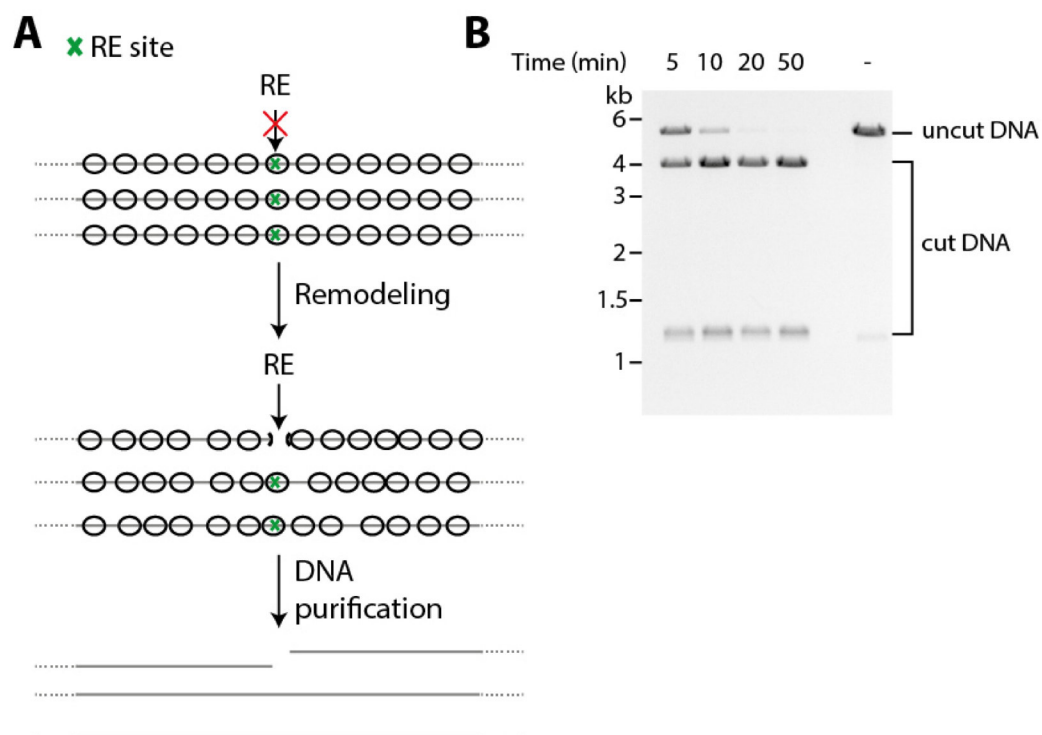 A
RE site
RE
Remodeling
RE
DNA
purification
B
Time (min) 5 10 20 50 -
kb
6
4
3
2
1.5
1
uncut DNA
cut DNA